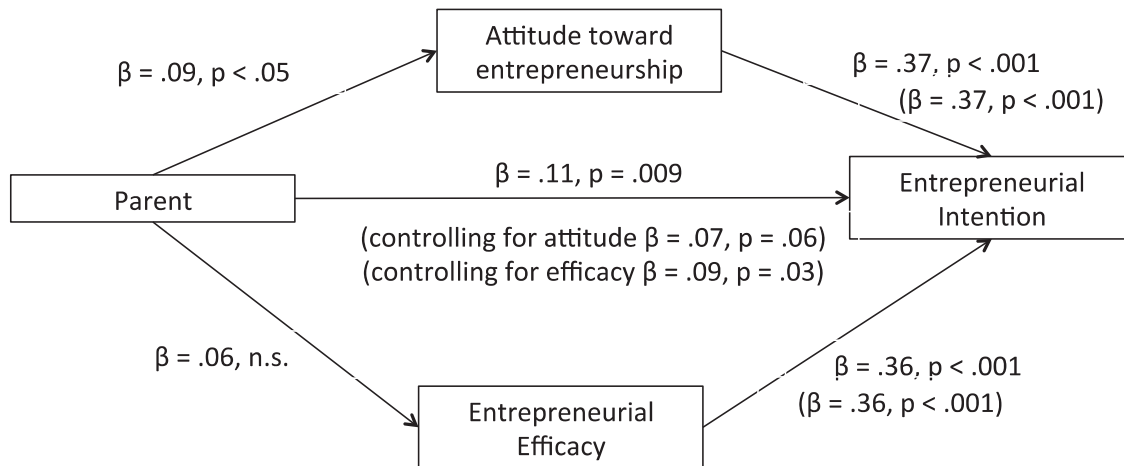 Attitude toward
entrepreneurship
β = .09, p < .05
β = .37, p < .001
(β = .37, p < .001)
β = .11, p = .009
Parent
Entrepreneurial
Intention
(controlling for attitude β = .07, p = .06)
(controlling for efficacy β = .09, p = .03)
β = .06, n.s.
β = .36, p < .001
(β = .36, p < .001)
Entrepreneurial
Efficacy